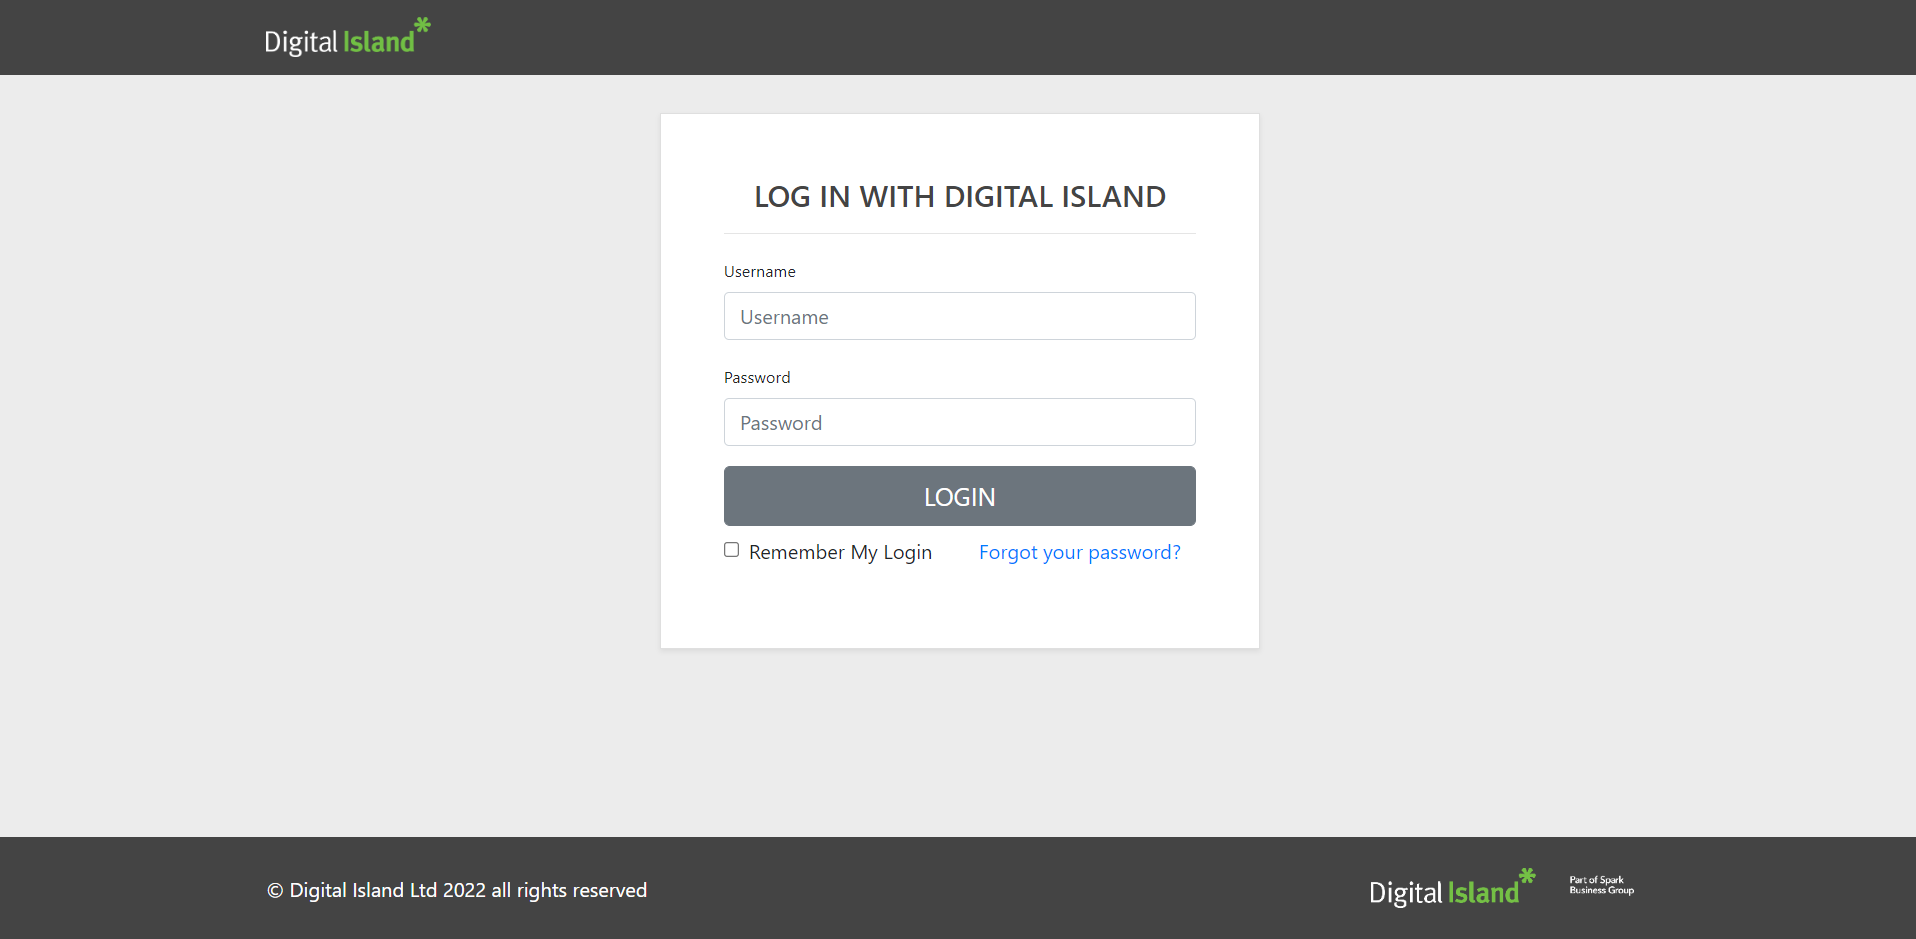 Digital Island*
LOG IN WITH DIGITAL ISLAND
Username
Username
Password
Password
LOGIN
Remember My Login Forgot your password?
© Digital Island Ltd 2022 all rights reserved
Digital Island*
Part of Spark
Business Group